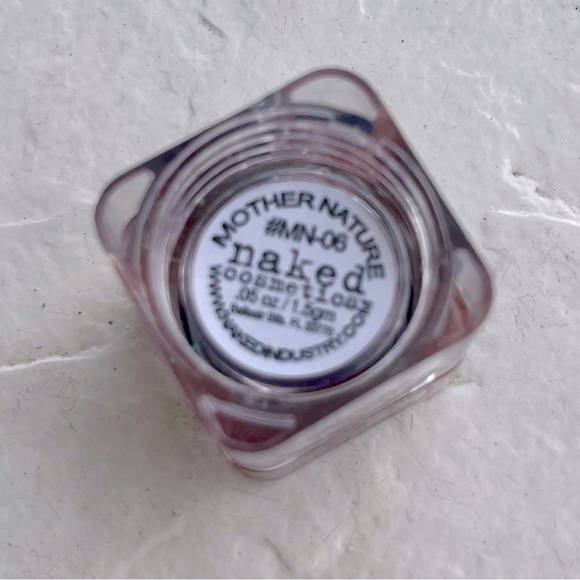 MOTHER NATURE
#MN-06
naked
cosmetics
.05 oz / 1.5gm
WWW.NAKEDINDUSTRY.COM